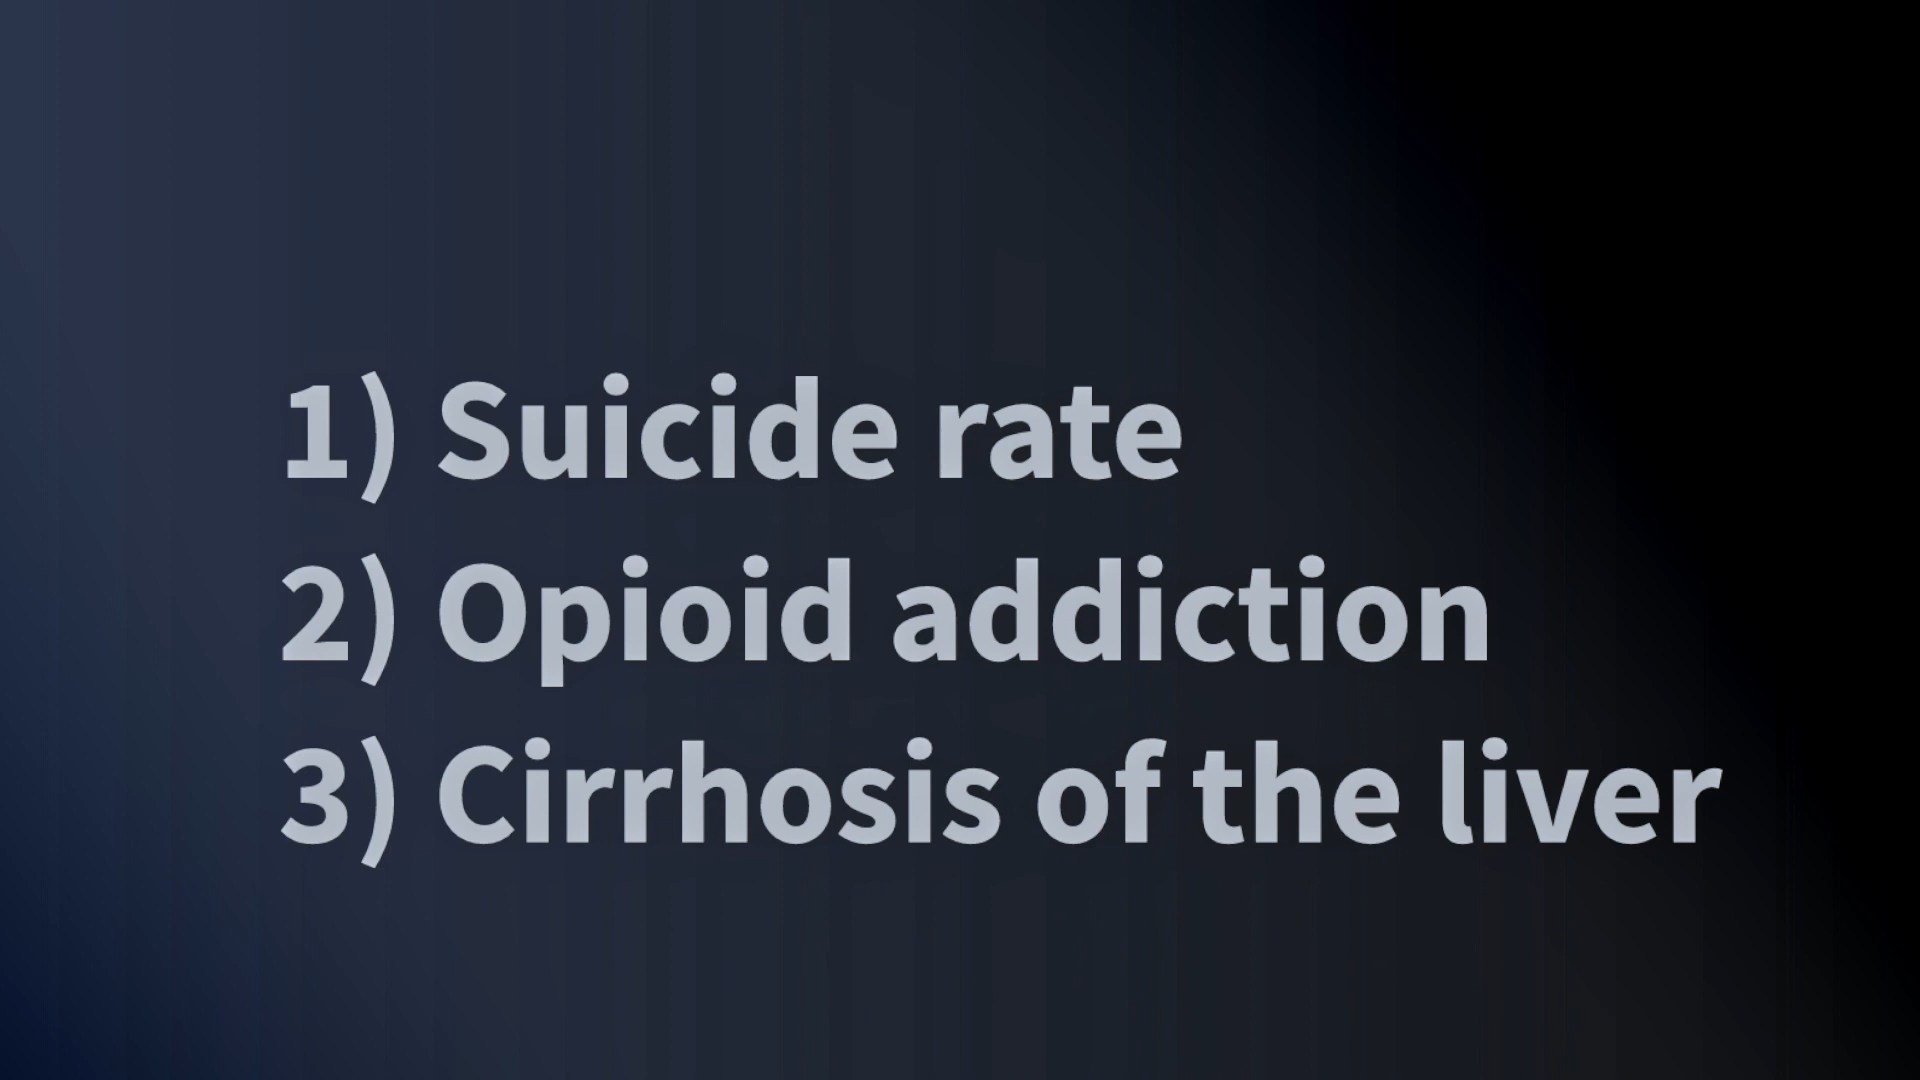 1) Suicide rate
2) Opioid addiction
3) Cirrhosis of the liver